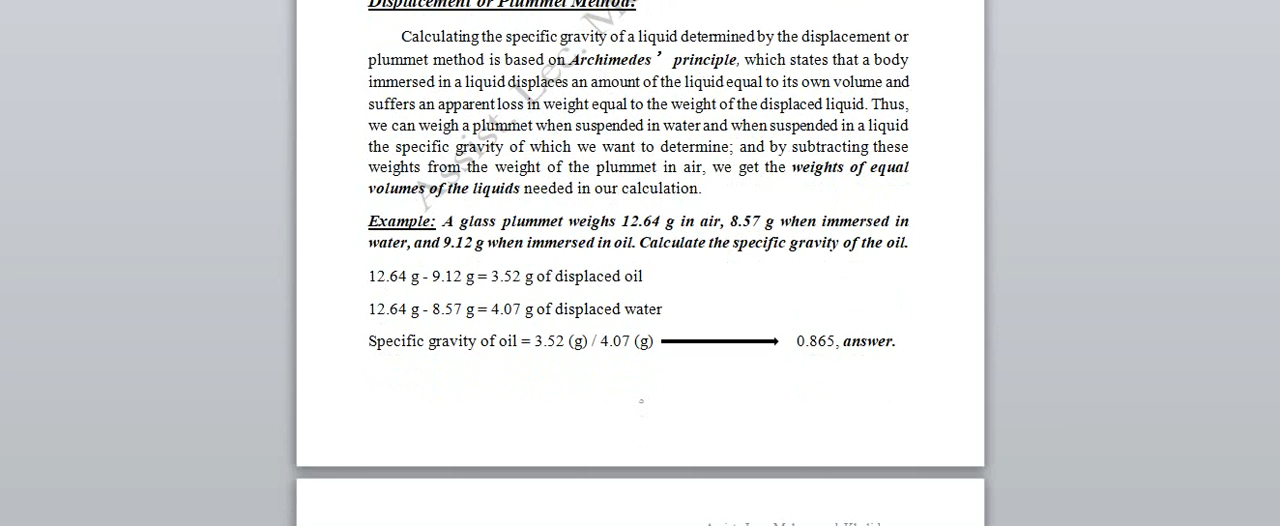 Displacement or Plummet Method:
Calculating the specific gravity of a liquid determined by the displacement or
plummet method is based on Archimedes' principle, which states that a body
immersed in a liquid displaces an amount of the liquid equal to its own volume and
suffers an apparent loss in weight equal to the weight of the displaced liquid. Thus,
we can weigh a plummet when suspended in water and when suspended in a liquid
the specific gravity of which we want to determine; and by subtracting these
weights from the weight of the plummet in air, we get the weights of equal
volumes of the liquids needed in our calculation.
Example: A glass plummet weighs 12.64 g in air, 8.57 g when immersed in
water, and 9.12 g when immersed in oil. Calculate the specific gravity of the oil.
12.64 g - 9.12 g = 3.52 g of displaced oil
12.64 g - 8.57 g = 4.07 g of displaced water
Specific gravity of oil = 3.52 (g) / 4.07 (g) 0.865, answer.
Assist. Lec. M